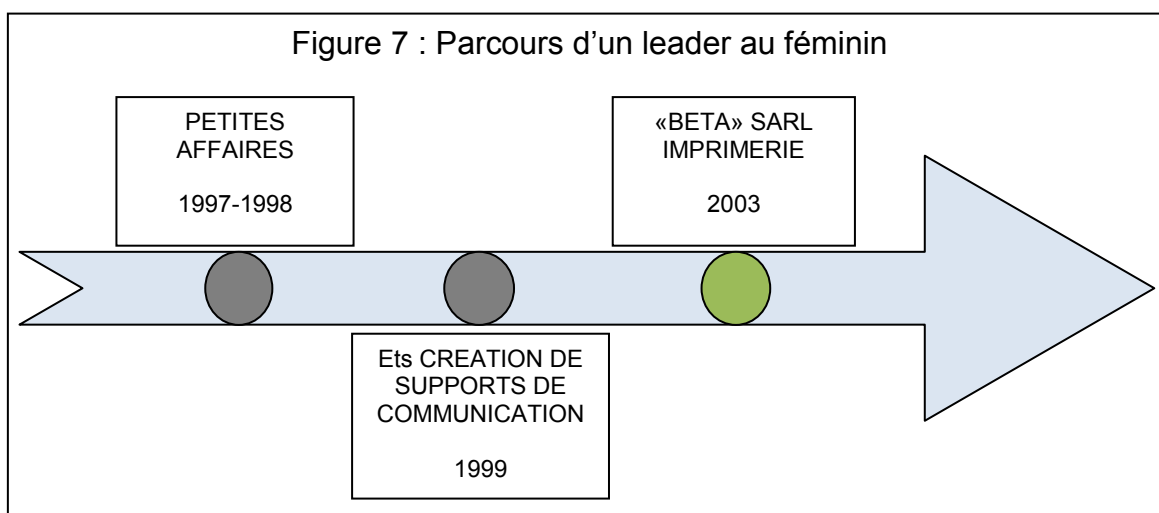 Figure 7 : Parcours d’un leader au féminin
PETITES
AFFAIRES
1997-1998
«BETA» SARL
IMPRIMERIE
2003
Ets CREATION DE
SUPPORTS DE
COMMUNICATION
1999